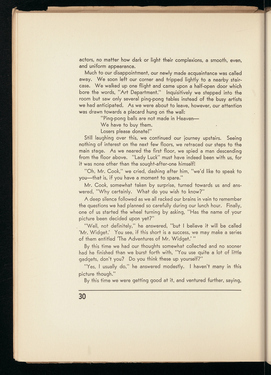 actors, no matter how dark or light their complexions, a smooth, even,
and uniform appearance.
Much to our disappointment, our newly made acquaintance was called
away. We soon left our corner and tripped lightly to a nearby stair-
case. We walked up one flight and came upon a half-open door which
bore the words, "Art Department." Inquisitively we stepped into the
room but saw only several ping-pong tables instead of the busy artists
we had anticipated. As we were about to leave, however, our attention
was drawn towards a placard hung on the wall:
"Ping-pong balls are not made in Heaven—
We have to buy them.
Losers please donate!"
Still laughing over this, we continued our journey upstairs. Seeing
nothing of interest on the next few floors, we retraced our steps to the
main stage. As we neared the first floor, we spied a man descending
from the floor above. "Lady Luck" must have indeed been with us, for
it was none other than the sought-after-one himself!
"Oh, Mr. Cook," we cried, dashing after him, "we'd like to speak to
you—that is, if you have a moment to spare."
Mr. Cook, somewhat taken by surprise, turned towards us and ans-
wered, "Why certainly. What do you wish to know?"
A deep silence followed as we all racked our brains in vain to remember
the questions we had planned so carefully during our lunch hour. Finally,
one of us started the wheel turning by asking, "Has the name of your
picture been decided upon yet?"
"Well, not definitely," he answered, "but I believe it will be called
'Mr. Widget.' You see, if this short is a success, we may make a series
of them entitled 'The Adventures of Mr. Widget.' "
By this time we had our thoughts somewhat collected and no sooner
had he finished then we burst forth with, "You use quite a lot of little
gadgets, don't you? Do you think these up yourself?"
"Yes, I usually do," he answered modestly. I haven't many in this
picture though."
By this time we were getting good at it, and ventured further, saying,
30